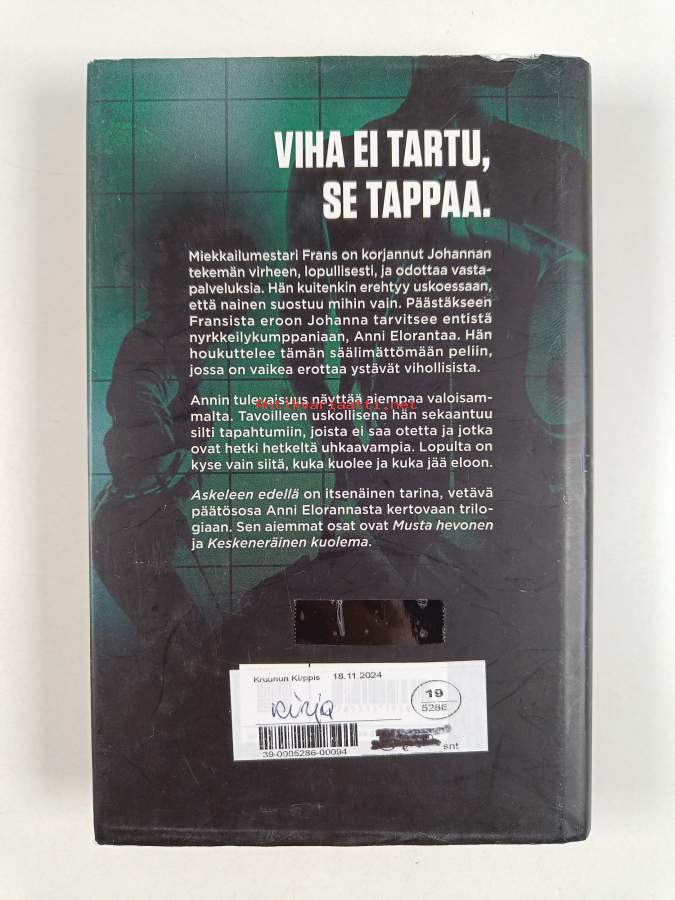 VIHA EI TARTU,
SE TAPPAA.
Miekkailumestari Frans on korjannut Johannan
tekemän virheen, lopullisesti, ja odottaa vasta-
palveluksia. Hän kuitenkin erehtyy uskoessaan,
että nainen suostuu mihin vain. Päästäkseen
Fransista eroon Johanna tarvitsee entistä
nyrkkeilykumppaniaan, Anni Elorantaa. Hän
houkuttelee tämän säälimättömään peliin,
jossa on vaikea erottaa ystävät vihollisista.
Annin tulevaisuus näyttää aiempaa valoisam-
malta. Tavoilleen uskollisena hän sekaantuu
silti tapahtumiin, joista ei saa otetta ja jotka
ovat hetki hetkeltä uhkaavampia. Lopulta on
kyse vain siitä, kuka kuolee ja kuka jää eloon.
Askeleen edellä on itsenäinen tarina, vetävä
päätösosa Anni Elorannasta kertovaan trilo-
giaan. Sen aiemmat osat ovat Musta hevonen
ja Keskeneräinen kuolema.
Antikvariaatti.net
Kruunun Kirppis 18.11.2024
kirja
19
5286
39-0005286-00094
€ snt